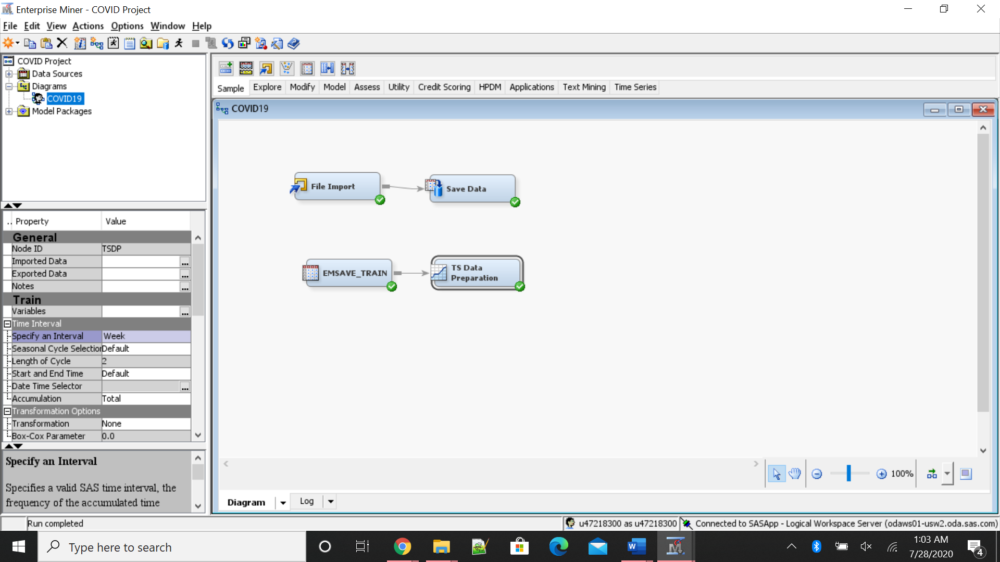 Enterprise Miner - COVID Project
File Edit View Actions Options Window Help
COVID Project
Data Sources
Diagrams
COVID19
Model Packages
Sample Explore Modify Model Assess Utility Credit Scoring HPDM Applications Text Mining Time Series
COVID19
File Import
Save Data
EMSAVE_TRAIN
TS Data
Preparation
.. Property Value
General
Node ID TSDP
Imported Data ...
Exported Data ...
Notes ...
Train
Variables ...
Time Interval
Specify an Interval Week
Seasonal Cycle Selection Default
Length of Cycle 2
Start and End Time Default
Date Time Selector ...
Accumulation Total
Transformation Options
Transformation None
Box-Cox Parameter 0.0
Specify an Interval
Specifies a valid SAS time interval, the
frequency of the accumulated time
100%
Diagram Log
Run completed
u47218300 as u47218300 Connected to SASApp - Logical Workspace Server (odaws01-usw2.oda.sas.com)
Type here to search
1:03 AM
7/28/2020
4